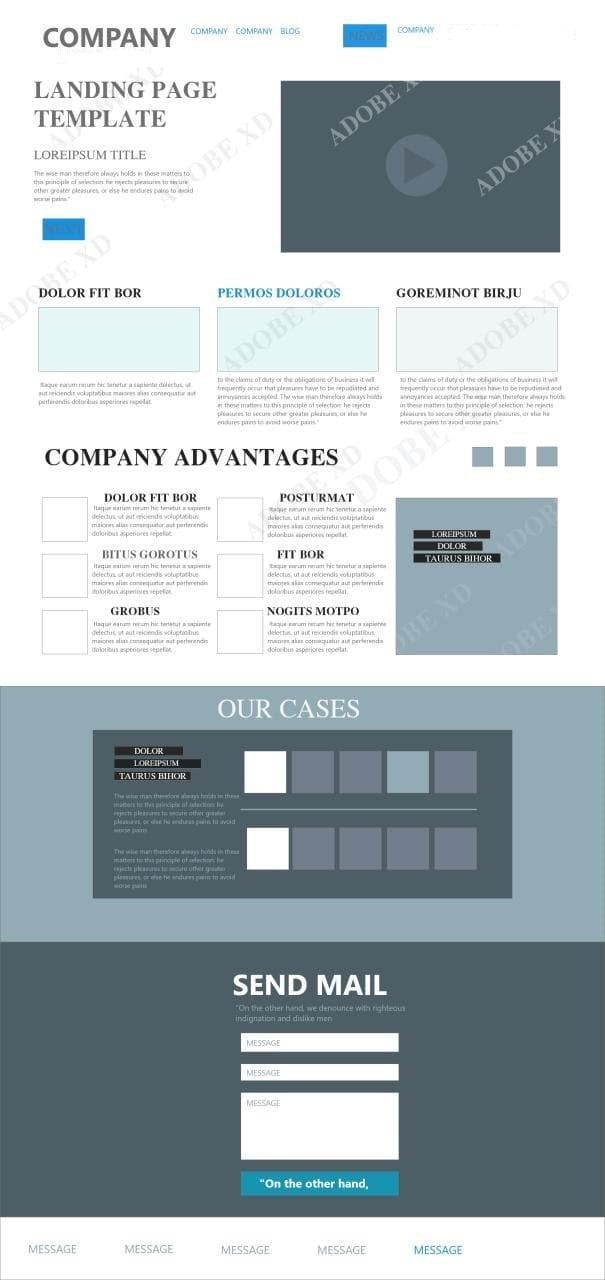 COMPANY
COMPANY COMPANY BLOG
NEWS
COMPANY
LANDING PAGE
TEMPLATE
LOREIPSUM TITLE
The wise man therefore always holds in these matters to
this principle of selection: he rejects pleasures to secure
other greater pleasures, or else he endures pains to avoid
worse pains."
NEXT
ADOBE XD
ADOBE XD
ADOBE XD
ADOBE XD
ADOBE XD
DOLOR FIT BOR
Itaque earum rerum hic tenetur a sapiente delectus, ut
aut reiciendis voluptatibus maiores alias consequatur aut
perferendis doloribus asperiores repellat.
PERMOS DOLOROS
to the claims of duty or the obligations of business it will
frequently occur that pleasures have to be repudiated and
annoyances accepted. The wise man therefore always holds
in these matters to this principle of selection: he rejects
pleasures to secure other greater pleasures, or else he
endures pains to avoid worse pains."
GOREMINOT BIRJU
to the claims of duty or the obligations of business it will
frequently occur that pleasures have to be repudiated and
annoyances accepted. The wise man therefore always holds
in these matters to this principle of selection: he rejects
pleasures to secure other greater pleasures, or else he
endures pains to avoid worse pains."
ADOBE XD
ADOBE XD
COMPANY ADVANTAGES
DOLOR FIT BOR
Itaque earum rerum hic tenetur a sapiente
delectus, ut aut reiciendis voluptatibus
maiores alias consequatur aut perferendis
doloribus asperiores repellat.
POSTURMAT
Itaque earum rerum hic tenetur a sapiente
delectus, ut aut reiciendis voluptatibus
maiores alias consequatur aut perferendis
doloribus asperiores repellat.
BITUS GOROTUS
Itaque earum rerum hic tenetur a sapiente
delectus, ut aut reiciendis voluptatibus
maiores alias consequatur aut perferendis
doloribus asperiores repellat.
FIT BOR
Itaque earum rerum hic tenetur a sapiente
delectus, ut aut reiciendis voluptatibus
maiores alias consequatur aut perferendis
doloribus asperiores repellat.
GROBUS
Itaque earum rerum hic tenetur a sapiente
delectus, ut aut reiciendis voluptatibus
maiores alias consequatur aut perferendis
doloribus asperiores repellat.
NOGITS MOTPO
Itaque earum rerum hic tenetur a sapiente
delectus, ut aut reiciendis voluptatibus
maiores alias consequatur aut perferendis
doloribus asperiores repellat.
LOREIPSUM
DOLOR
TAURUS BIHOR
ADOBE XD
OUR CASES
DOLOR
LOREIPSUM
TAURUS BIHOR
The wise man therefore always holds in these
matters to this principle of selection: he
rejects pleasures to secure other greater
pleasures, or else he endures pains to avoid
worse pains
The wise man therefore always holds in these
matters to this principle of selection: he
rejects pleasures to secure other greater
pleasures, or else he endures pains to avoid
worse pains
SEND MAIL
"On the other hand, we denounce with righteous
indignation and dislike men
MESSAGE
MESSAGE
MESSAGE
"On the other hand,
MESSAGE MESSAGE MESSAGE MESSAGE MESSAGE